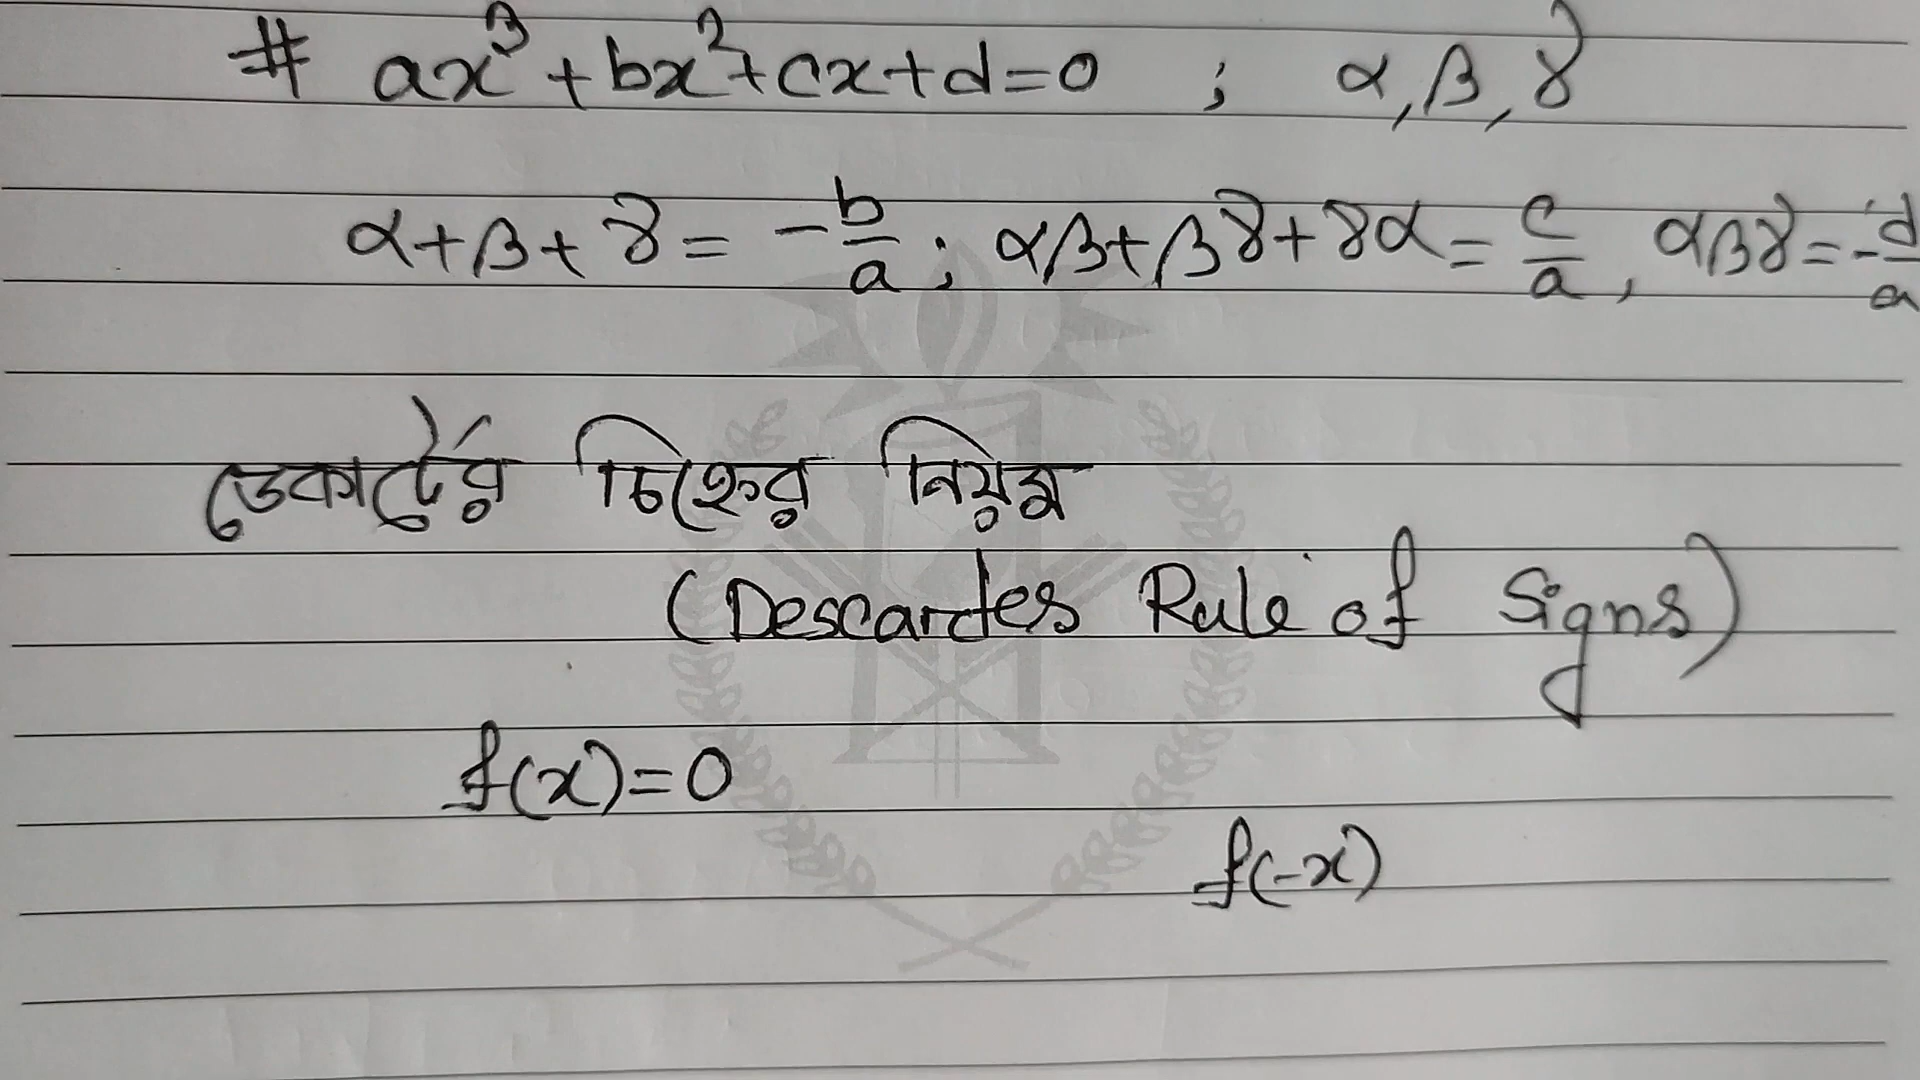 # ax³ + bx² + cx + d = 0 ; α, β, γ
α + β + γ = -b/a ; αβ + βγ + γα = c/a , αβγ = -d/a
ডেকার্টের চিহ্নের নিয়ম
(Descartes Rule of Signs)
f(x) = 0
f(-x)